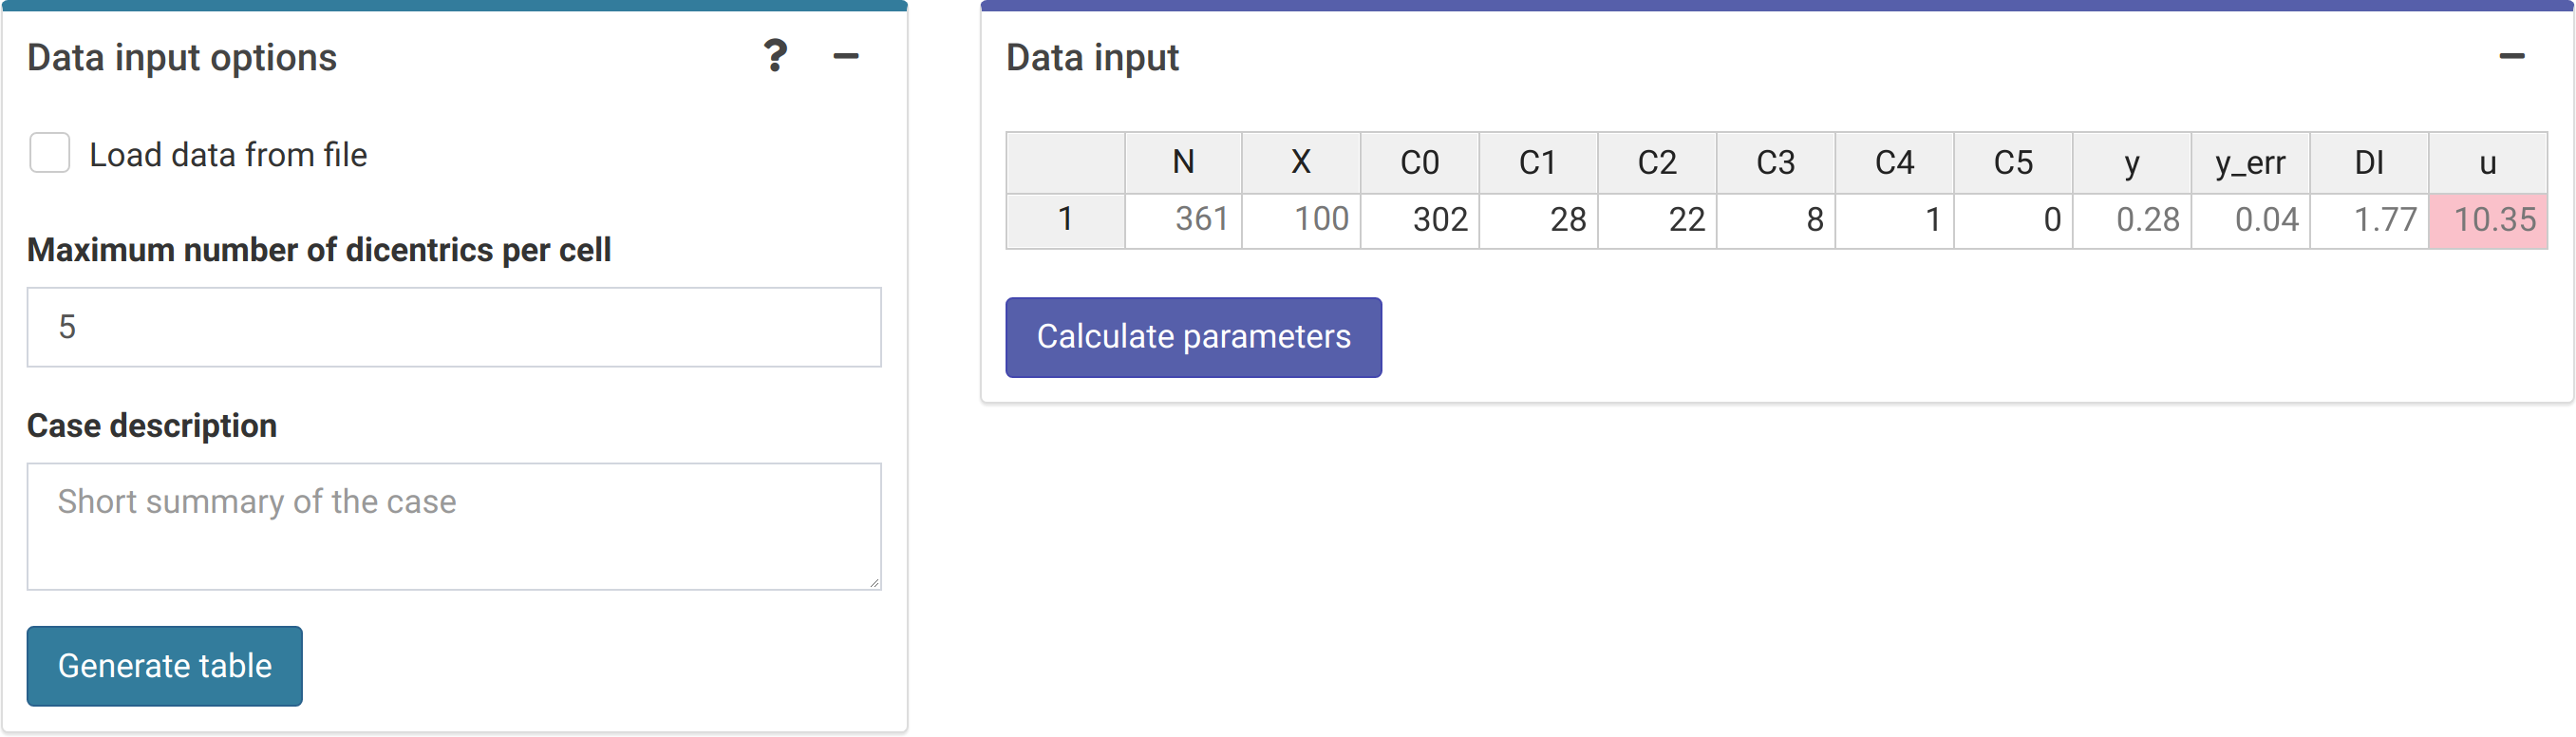 Data input options ? −
Load data from file
Maximum number of dicentrics per cell
5
Case description
Short summary of the case
Generate table
Data input −
N X C0 C1 C2 C3 C4 C5 y y_err DI u
1 361 100 302 28 22 8 1 0 0.28 0.04 1.77 10.35
Calculate parameters